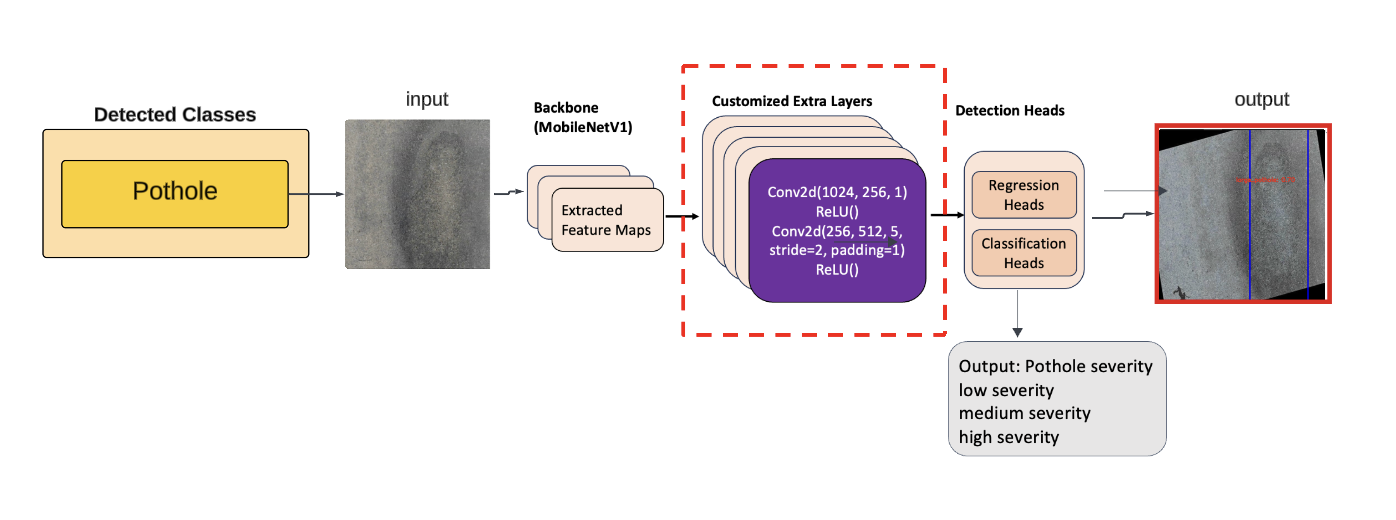 Detected Classes
Pothole
input
Backbone
(MobileNetV1)
Extracted
Feature Maps
Customized Extra Layers
Conv2d(1024, 256, 1)
ReLU()
Conv2d(256, 512, 5,
stride=2, padding=1)
ReLU()
Detection Heads
Regression
Heads
Classification
Heads
Output: Pothole severity
low severity
medium severity
high severity
output